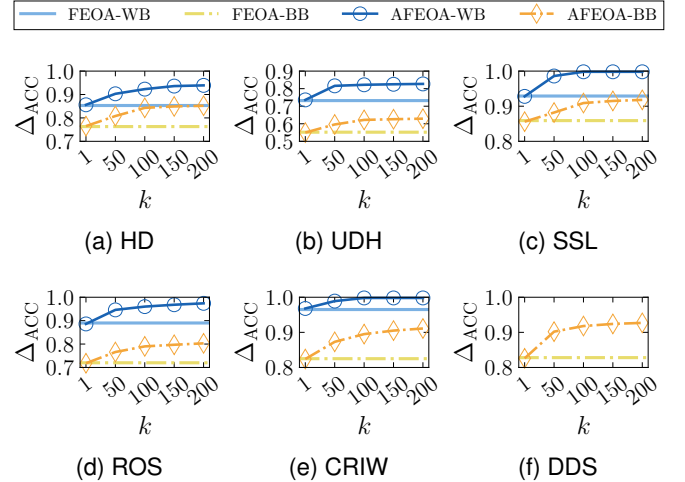 FEOA-WB FEOA-BB AFEOA-WB AFEOA-BB
Δ_ACC 1.0 0.9 0.8 0.7
1 50 100 150 200
k
(a) HD
Δ_ACC 0.9 0.8 0.7 0.6 0.5
1 50 100 150 200
k
(b) UDH
Δ_ACC 1.0 0.9 0.8
1 50 100 150 200
k
(c) SSL
Δ_ACC 1.0 0.9 0.8 0.7
1 50 100 150 200
k
(d) ROS
Δ_ACC 1.0 0.9 0.8
1 50 100 150 200
k
(e) CRIW
Δ_ACC 1.0 0.9 0.8
1 50 100 150 200
k
(f) DDS